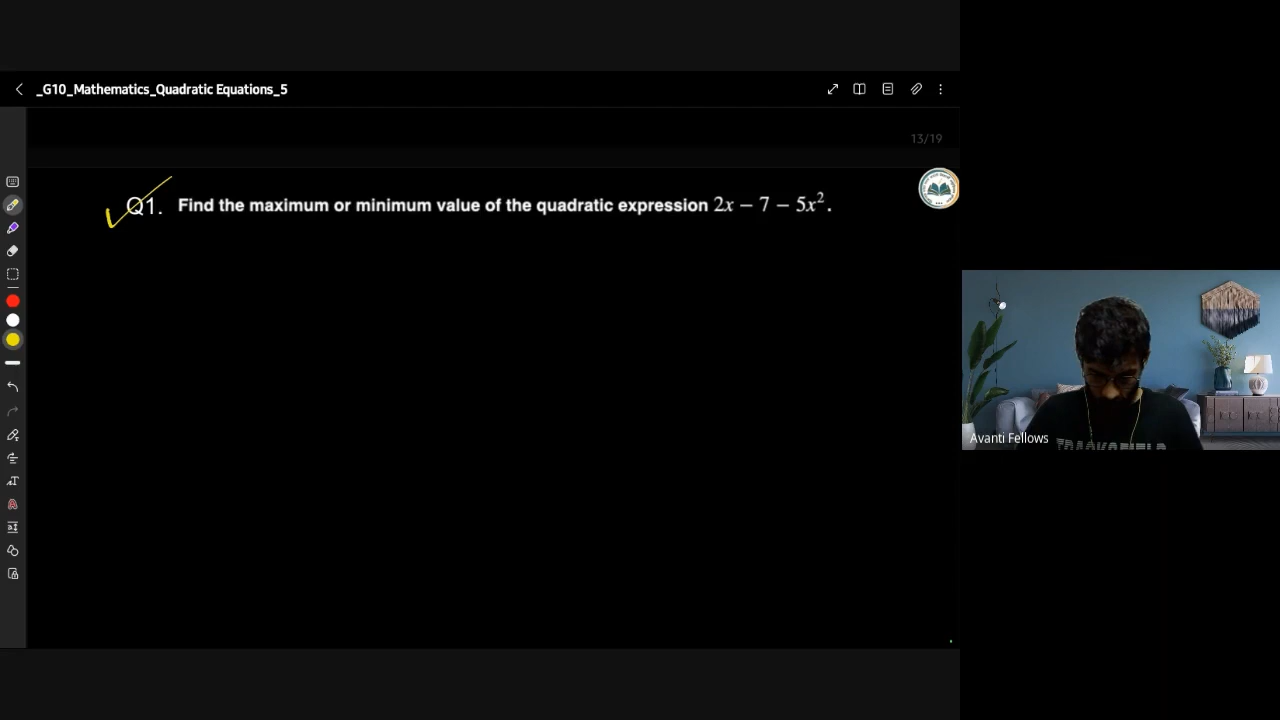 _G10_Mathematics_Quadratic Equations_5
13/19
Q1. Find the maximum or minimum value of the quadratic expression 2x − 7 − 5x².
Avanti Fellows